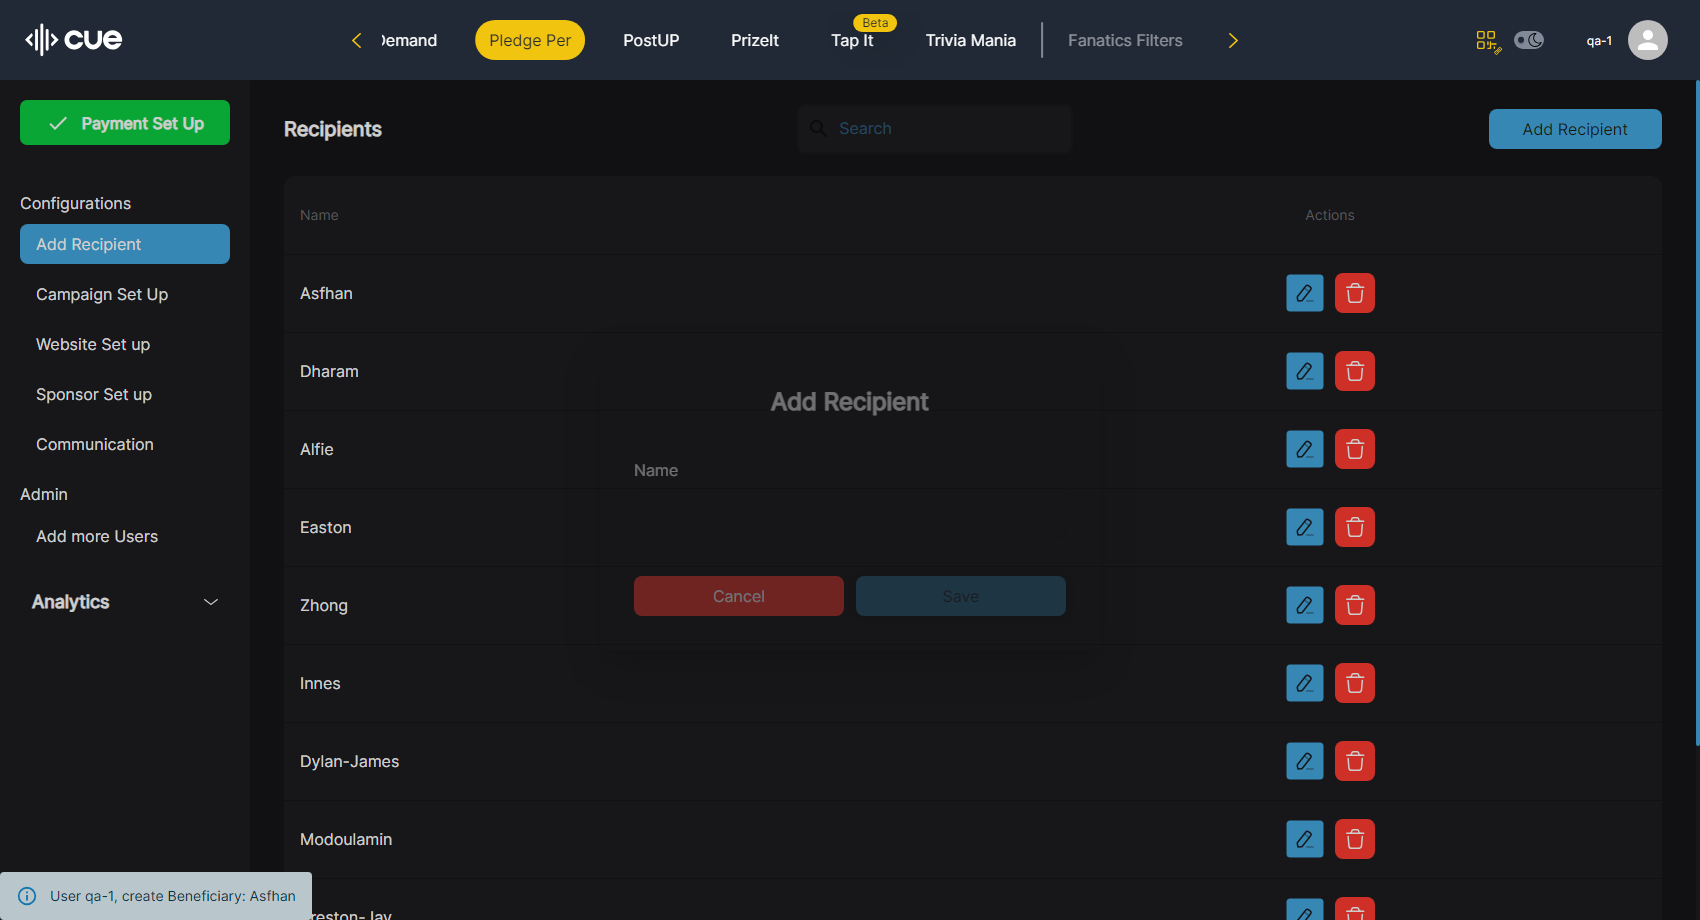 cue
Demand
Pledge Per
PostUP
PrizeIt
Beta
Tap It
Trivia Mania
Fanatics Filters
qa-1
Payment Set Up
Configurations
Add Recipient
Campaign Set Up
Website Set up
Sponsor Set up
Communication
Admin
Add more Users
Analytics
Recipients
Search
Add Recipient
Name
Actions
Asfhan
Dharam
Alfie
Easton
Zhong
Innes
Dylan-James
Modoulamin
reston-Jay
Add Recipient
Name
Cancel
Save
User qa-1, create Beneficiary: Asfhan